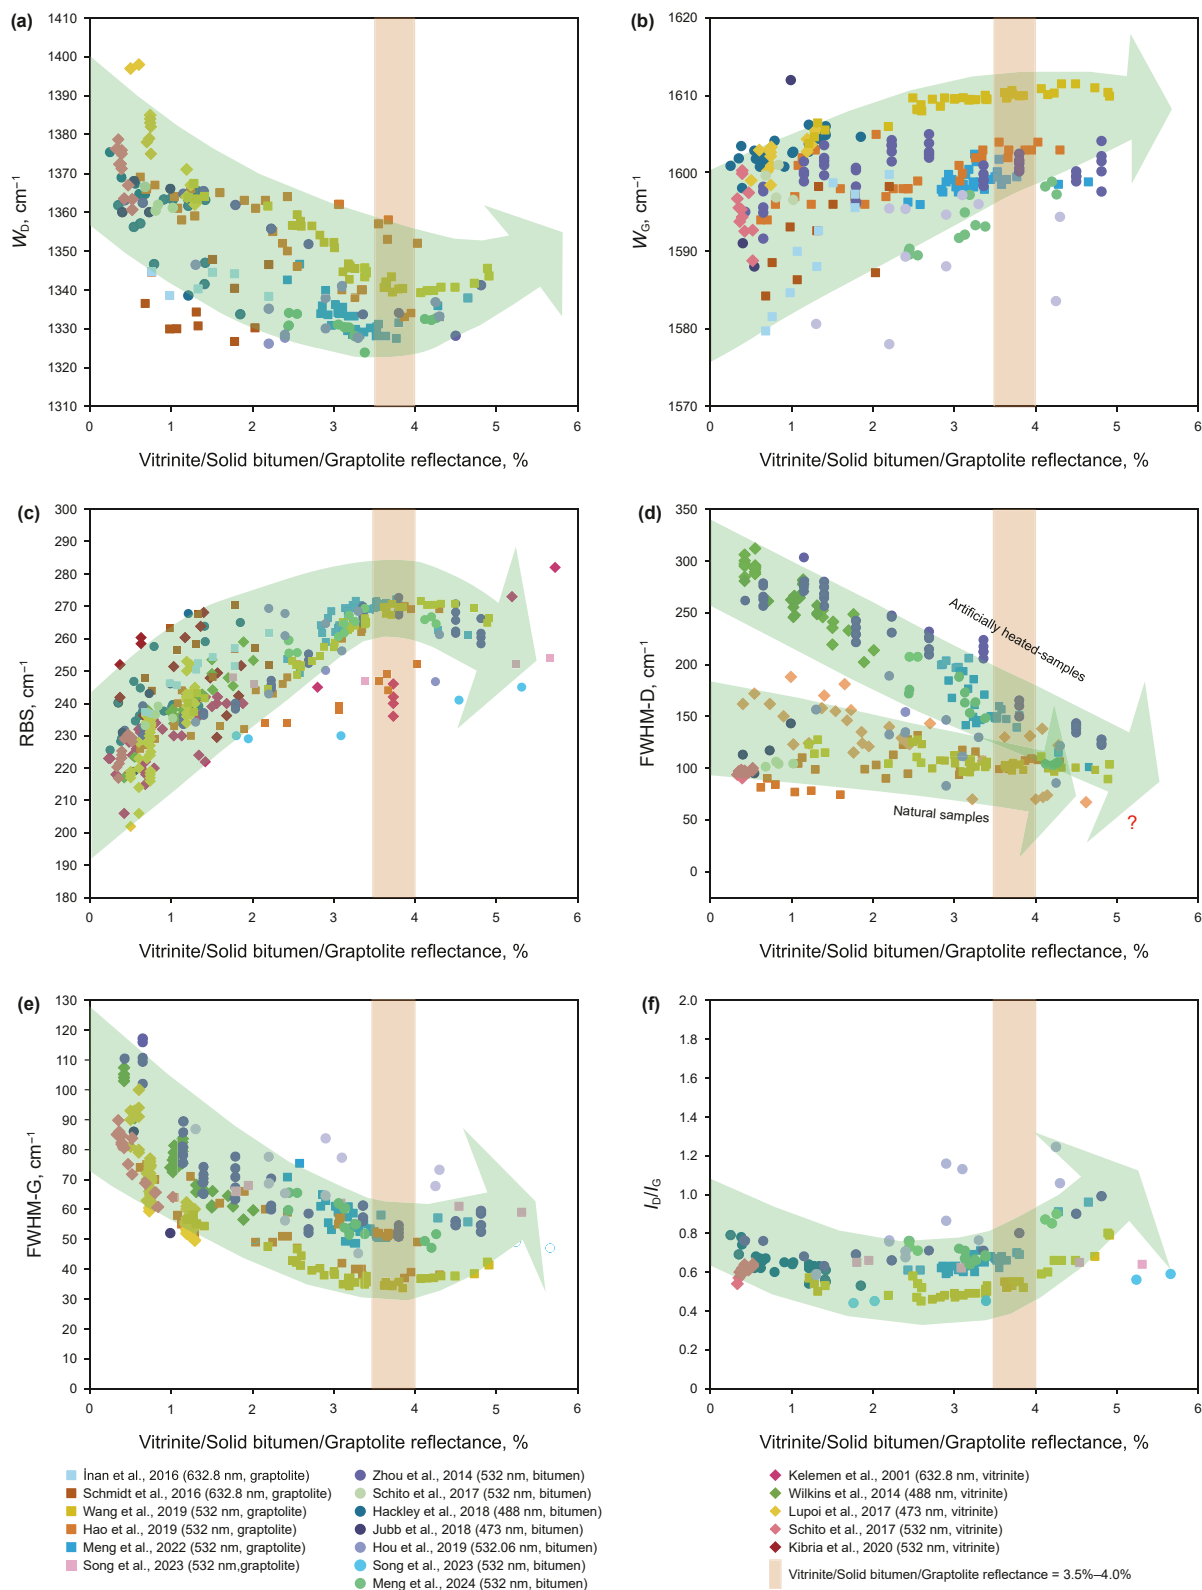 (a)
1410
1400
1390
1380
1370
1360
1350
1340
1330
1320
1310
W_D, cm⁻¹
0 1 2 3 4 5 6
Vitrinite/Solid bitumen/Graptolite reflectance, %
(b)
1620
1610
1600
1590
1580
1570
W_G, cm⁻¹
0 1 2 3 4 5 6
Vitrinite/Solid bitumen/Graptolite reflectance, %
(c)
300
290
280
270
260
250
240
230
220
210
200
190
180
RBS, cm⁻¹
0 1 2 3 4 5 6
Vitrinite/Solid bitumen/Graptolite reflectance, %
(d)
350
300
250
200
150
100
50
0
FWHM-D, cm⁻¹
Artificially heated-samples
Natural samples
?
0 1 2 3 4 5 6
Vitrinite/Solid bitumen/Graptolite reflectance, %
(e)
130
120
110
100
90
80
70
60
50
40
30
20
10
0
FWHM-G, cm⁻¹
0 1 2 3 4 5 6
Vitrinite/Solid bitumen/Graptolite reflectance, %
(f)
2.0
1.8
1.6
1.4
1.2
1.0
0.8
0.6
0.4
0.2
0
I_D/I_G
0 1 2 3 4 5 6
Vitrinite/Solid bitumen/Graptolite reflectance, %
İnan et al., 2016 (632.8 nm, graptolite)
Schmidt et al., 2016 (632.8 nm, graptolite)
Wang et al., 2019 (532 nm, graptolite)
Hao et al., 2019 (532 nm, graptolite)
Meng et al., 2022 (532 nm, graptolite)
Song et al., 2023 (532 nm,graptolite)
Zhou et al., 2014 (532 nm, bitumen)
Schito et al., 2017 (532 nm, bitumen)
Hackley et al., 2018 (488 nm, bitumen)
Jubb et al., 2018 (473 nm, bitumen)
Hou et al., 2019 (532.06 nm, bitumen)
Song et al., 2023 (532 nm, bitumen)
Meng et al., 2024 (532 nm, bitumen)
Kelemen et al., 2001 (632.8 nm, vitrinite)
Wilkins et al., 2014 (488 nm, vitrinite)
Lupoi et al., 2017 (473 nm, vitrinite)
Schito et al., 2017 (532 nm, vitrinite)
Kibria et al., 2020 (532 nm, vitrinite)
Vitrinite/Solid bitumen/Graptolite reflectance = 3.5%–4.0%